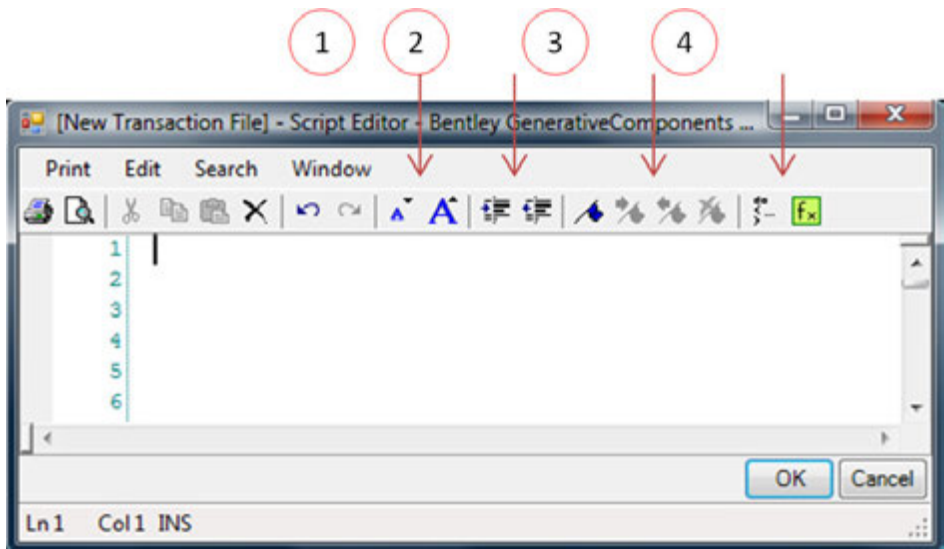 1 2 3 4
[New Transaction File] - Script Editor - Bentley GenerativeComponents ...
Print Edit Search Window
A A fx
1
2
3
4
5
6
OK Cancel
Ln 1 Col 1 INS